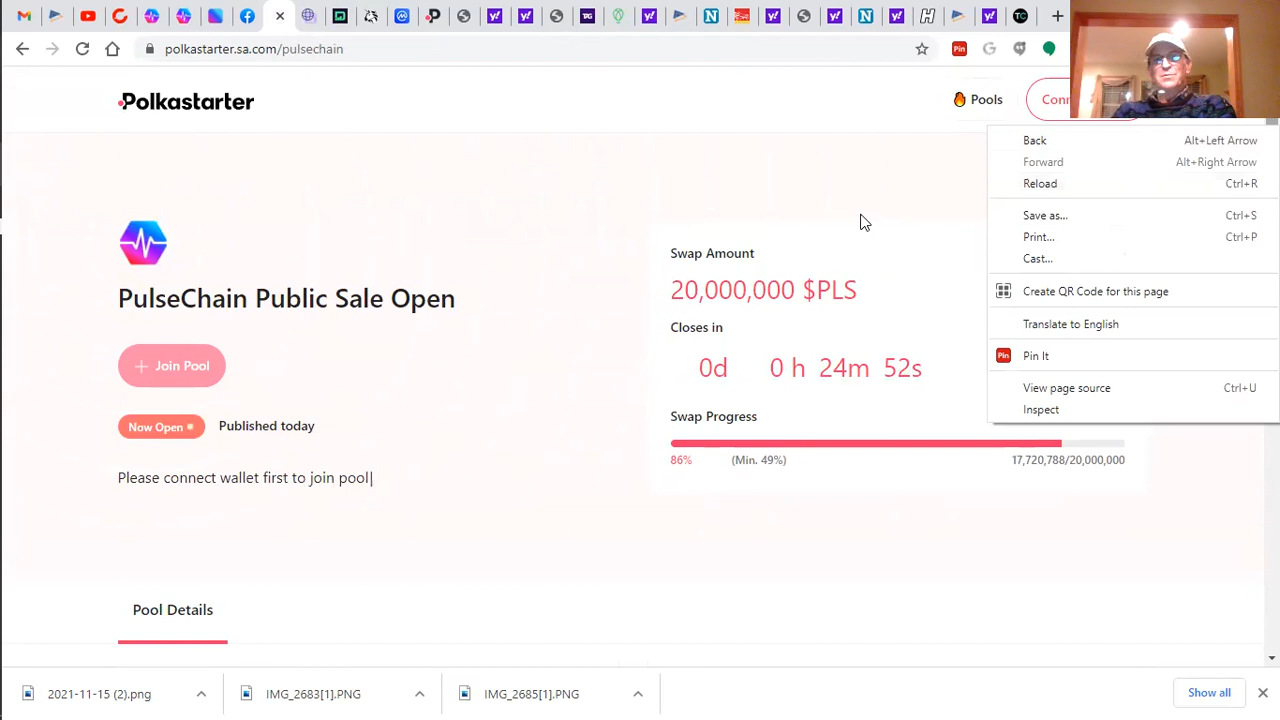 polkastarter.sa.com/pulsechain
Pin
Polkastarter
Pools
Conn
Back Alt+Left Arrow
Forward Alt+Right Arrow
Reload Ctrl+R
Save as... Ctrl+S
Print... Ctrl+P
Cast...
Create QR Code for this page
Translate to English
Pin Pin It
View page source Ctrl+U
Inspect
PulseChain Public Sale Open
+ Join Pool
Now Open Published today
Please connect wallet first to join pool|
Swap Amount
20,000,000 $PLS
Closes in
0d 0 h 24m 52s
Swap Progress
86% (Min. 49%) 17,720,788/20,000,000
Pool Details
2021-11-15 (2).png IMG_2683[1].PNG IMG_2685[1].PNG Show all